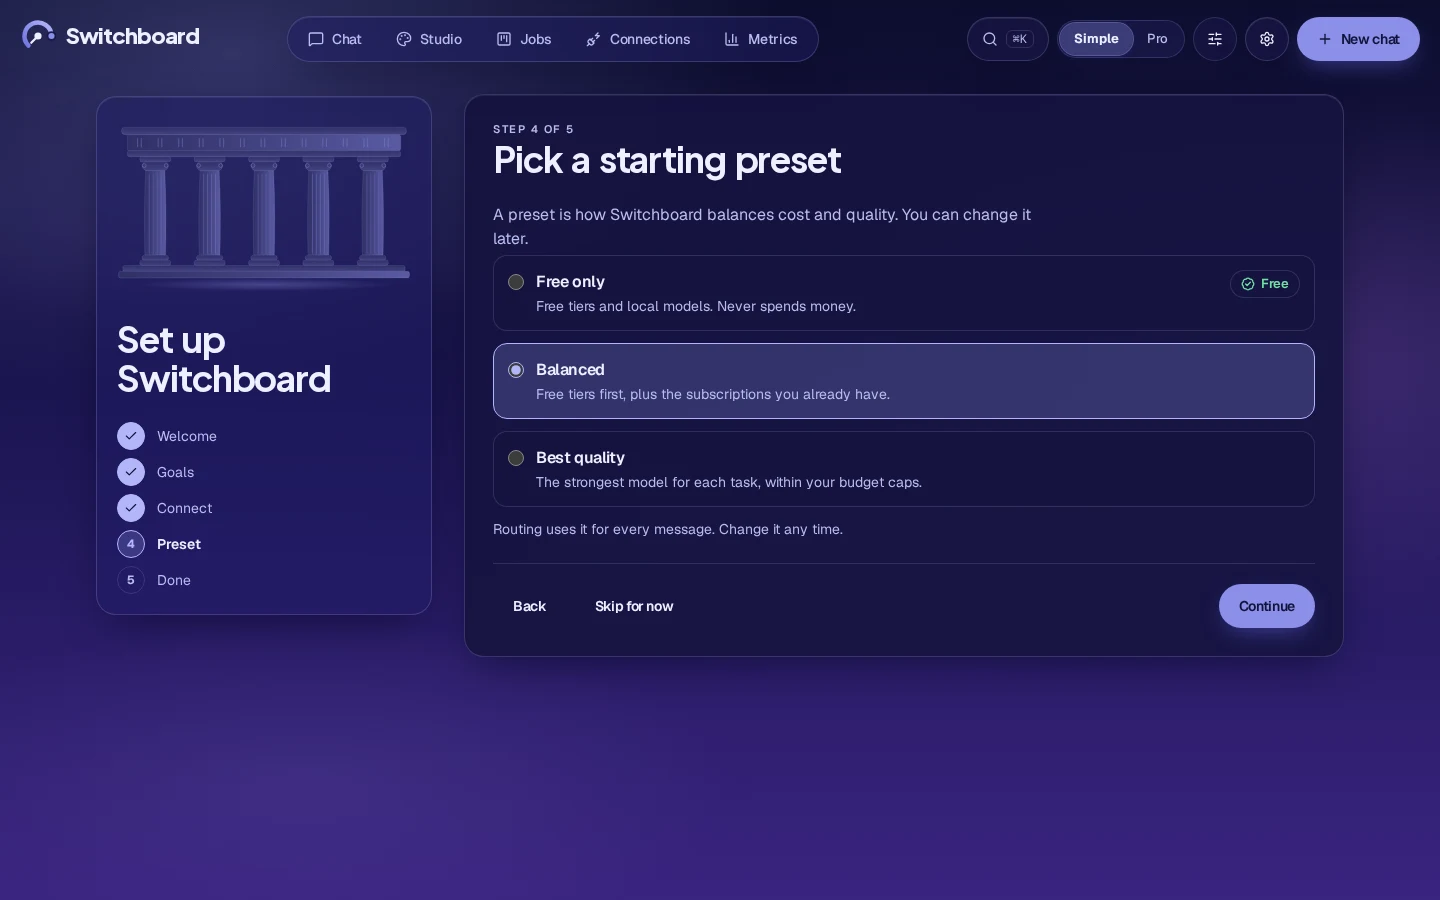 Switchboard
Chat
Studio
Jobs
Connections
Metrics
⌘K
Simple
Pro
New chat
Set up
Switchboard
Welcome
Goals
Connect
4 Preset
5 Done
STEP 4 OF 5
Pick a starting preset
A preset is how Switchboard balances cost and quality. You can change it
later.
Free only
Free tiers and local models. Never spends money.
Free
Balanced
Free tiers first, plus the subscriptions you already have.
Best quality
The strongest model for each task, within your budget caps.
Routing uses it for every message. Change it any time.
Back
Skip for now
Continue